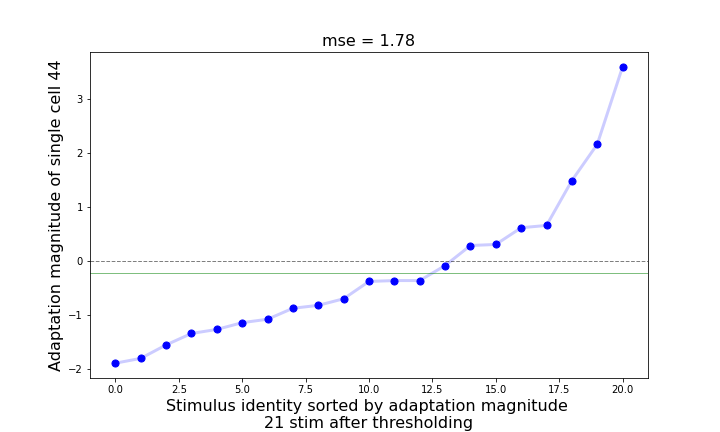 mse = 1.78
Adaptation magnitude of single cell 44
3
2
1
0
−1
−2
0.0 2.5 5.0 7.5 10.0 12.5 15.0 17.5 20.0
Stimulus identity sorted by adaptation magnitude
21 stim after thresholding